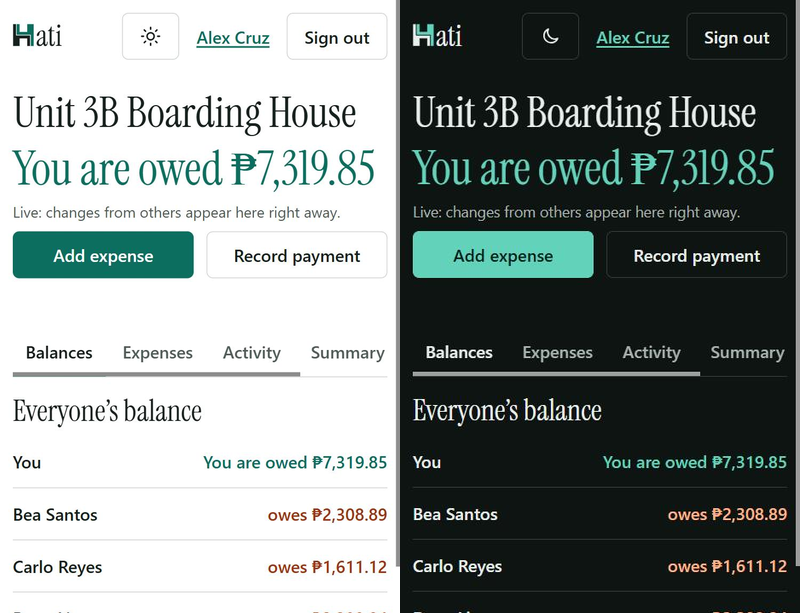 Hati
Alex Cruz
Sign out
Unit 3B Boarding House
You are owed ₱7,319.85
Live: changes from others appear here right away.
Add expense
Record payment
Balances Expenses Activity Summary
Everyone’s balance
You You are owed ₱7,319.85
Bea Santos owes ₱2,308.89
Carlo Reyes owes ₱1,611.12
Hati
Alex Cruz
Sign out
Unit 3B Boarding House
You are owed ₱7,319.85
Live: changes from others appear here right away.
Add expense
Record payment
Balances Expenses Activity Summary
Everyone’s balance
You You are owed ₱7,319.85
Bea Santos owes ₱2,308.89
Carlo Reyes owes ₱1,611.12